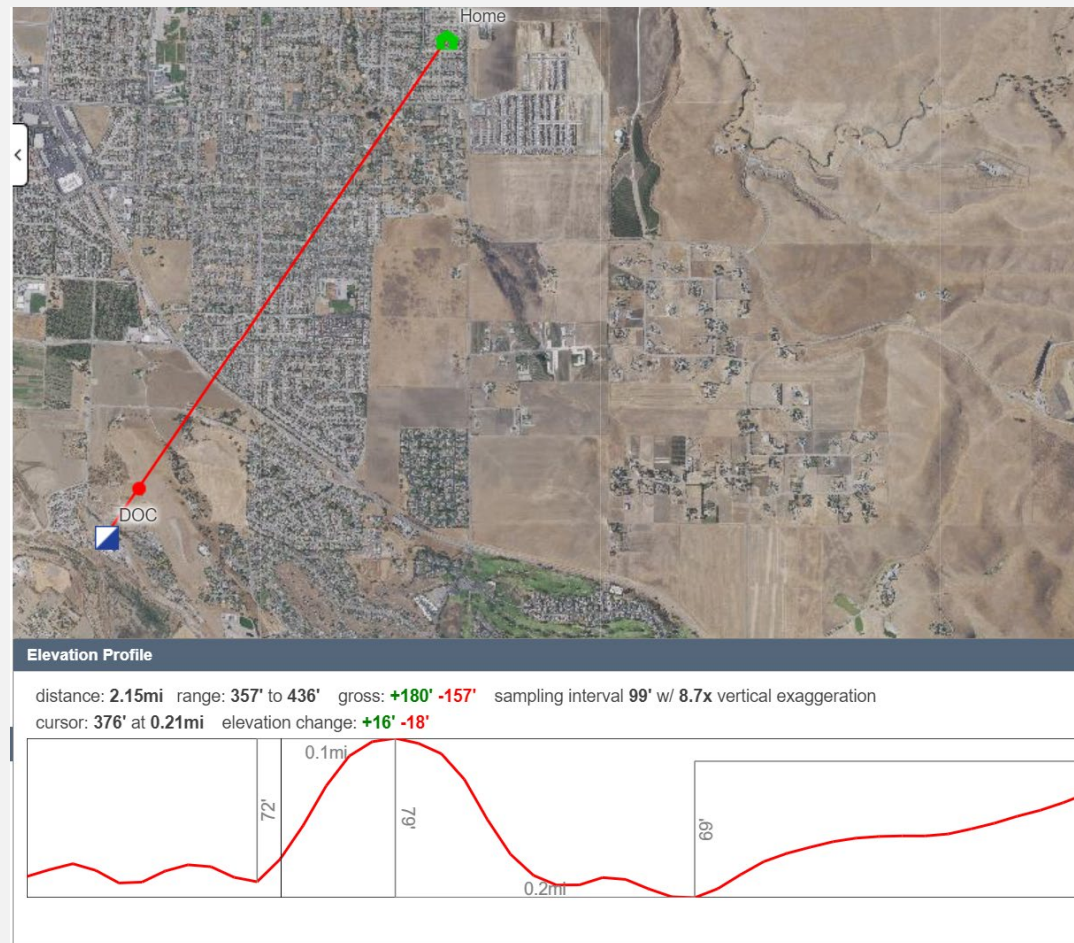 Home
DOC
Elevation Profile
distance: 2.15mi range: 357' to 436' gross: +180' -157' sampling interval 99' w/ 8.7x vertical exaggeration
cursor: 376' at 0.21mi elevation change: +16' -18'
0.1mi
72'
79'
69'
0.2mi